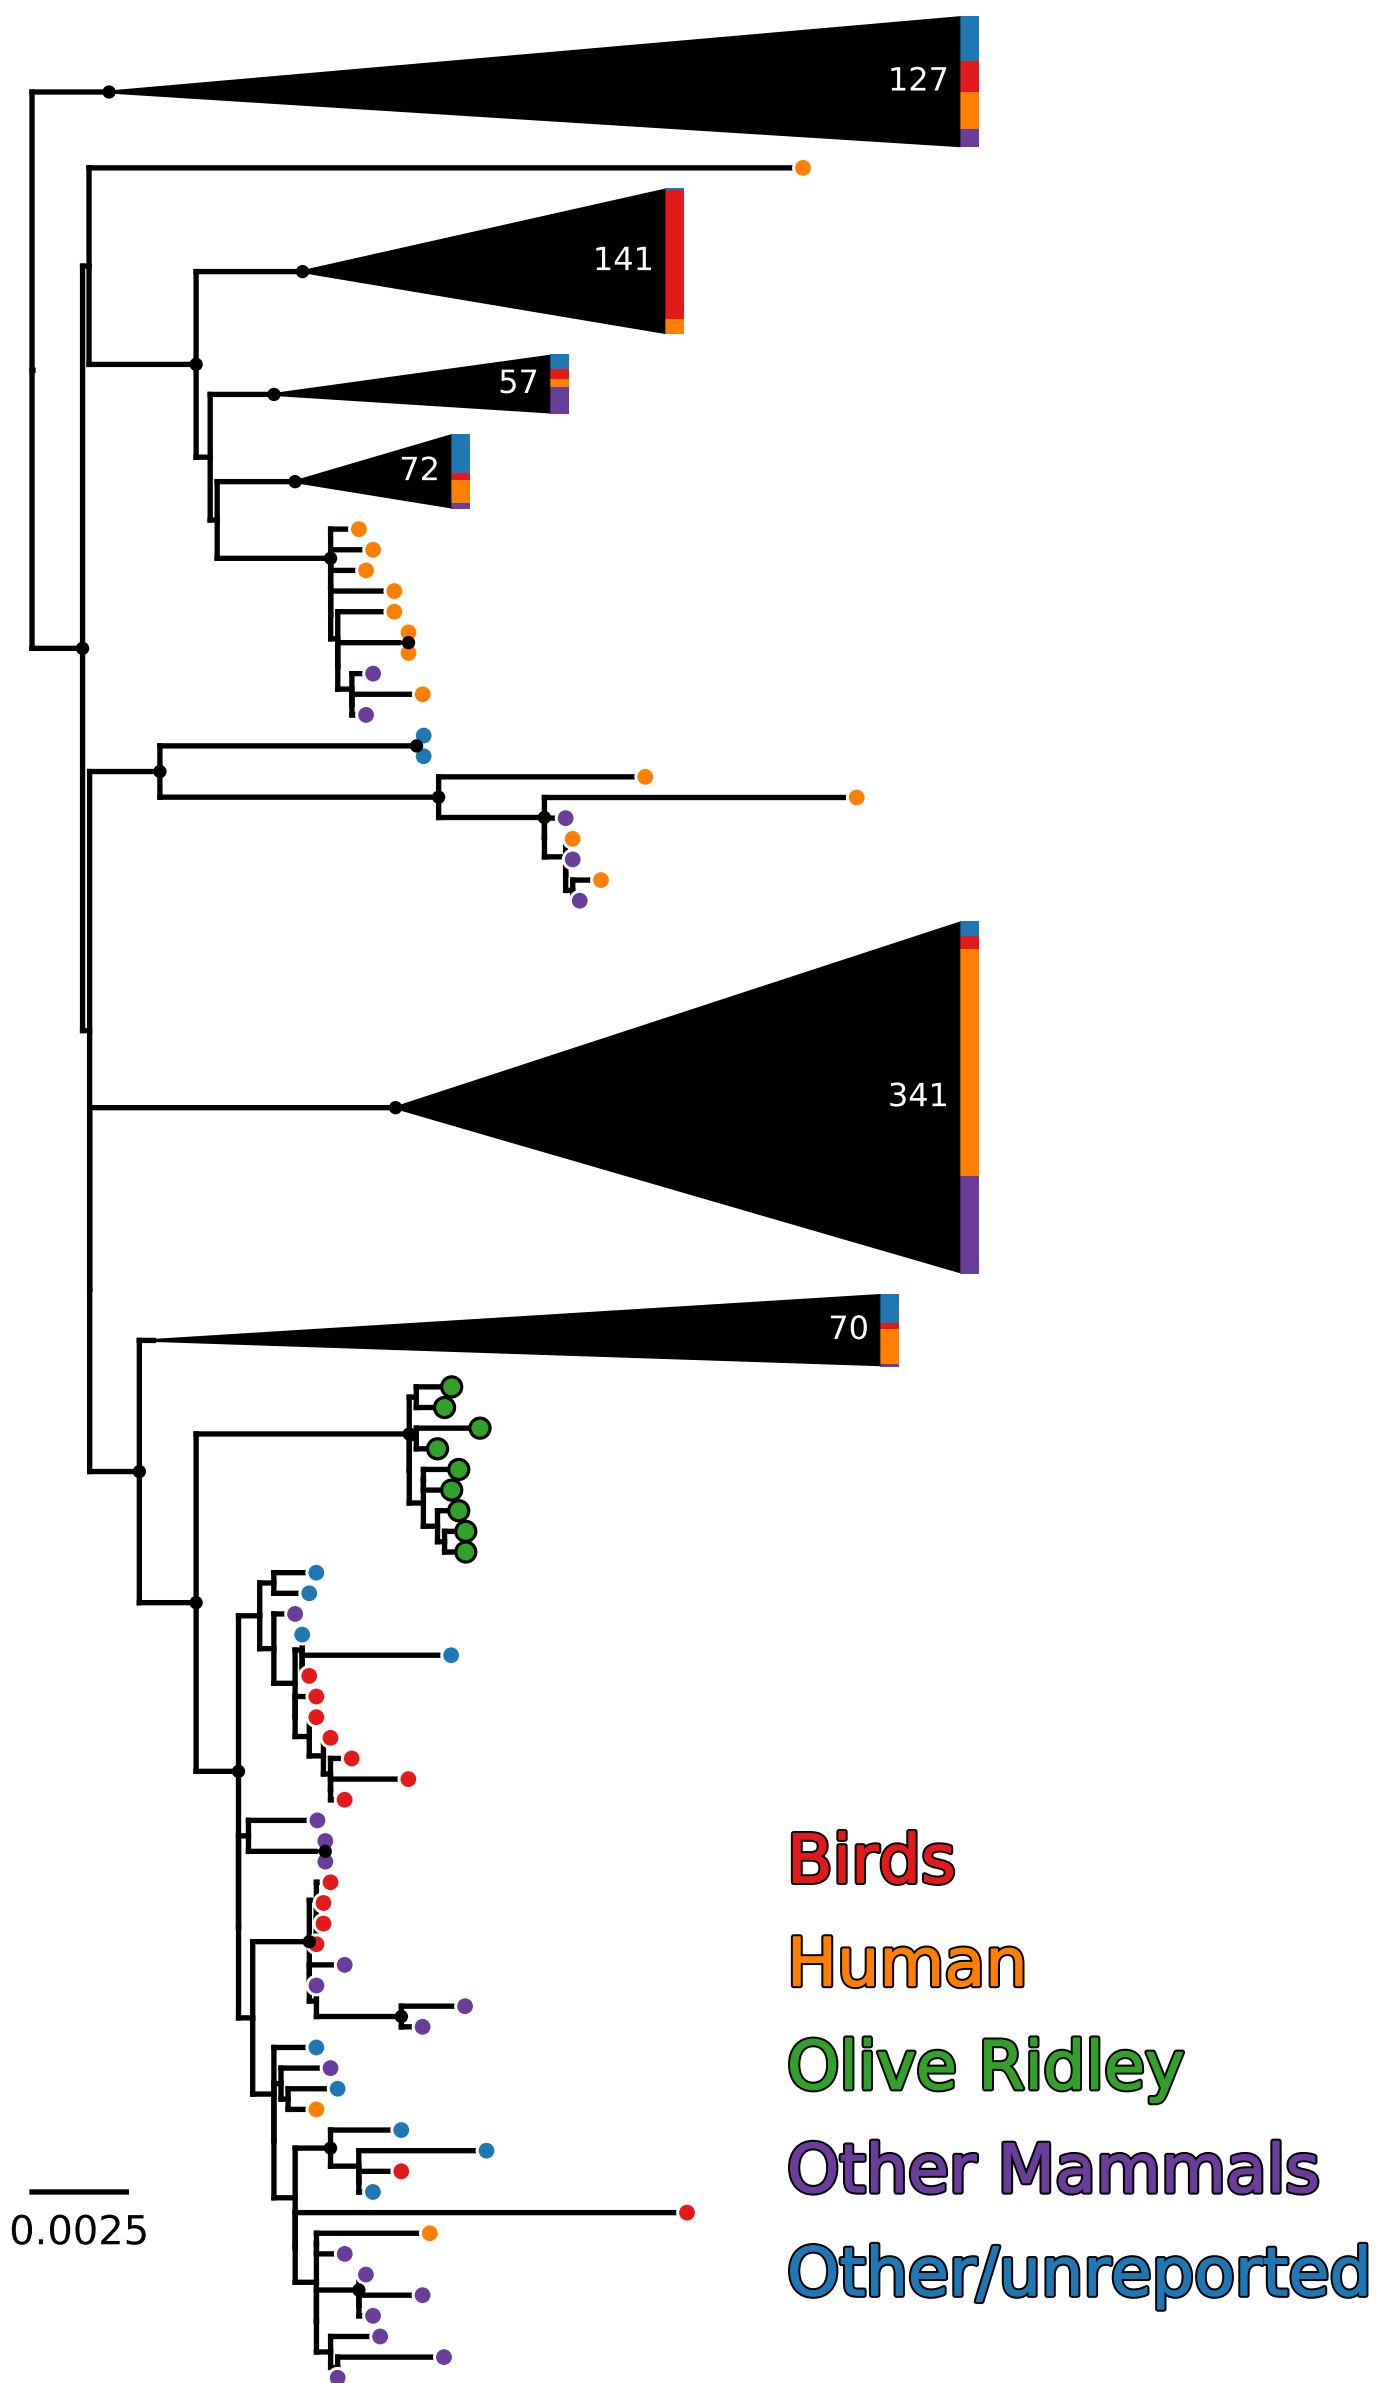 127
141
57
72
341
70
Birds
Human
Olive Ridley
Other Mammals
0.0025
Other/unreported